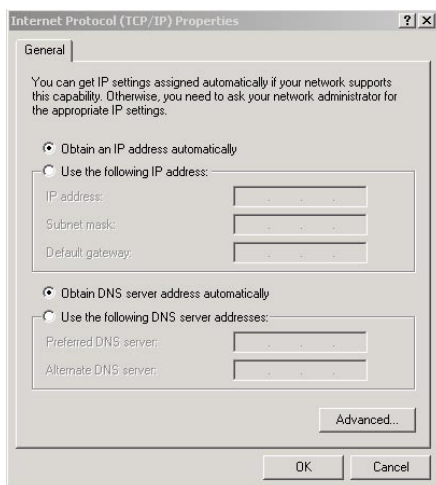 Internet Protocol (TCP/IP) Properties
General
You can get IP settings assigned automatically if your network supports
this capability. Otherwise, you need to ask your network administrator for
the appropriate IP settings.
Obtain an IP address automatically
Use the following IP address:
IP address:
Subnet mask:
Default gateway:
Obtain DNS server address automatically
Use the following DNS server addresses:
Preferred DNS server:
Alternate DNS server:
Advanced...
OK
Cancel